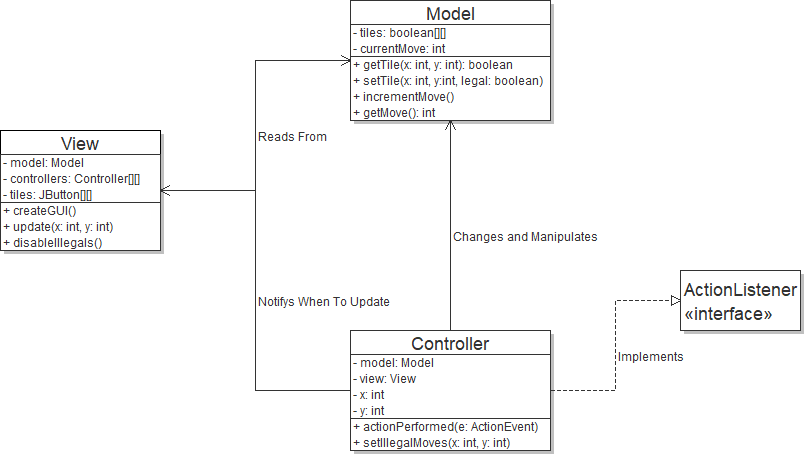 Model
- tiles: boolean[][]
- currentMove: int
+ getTile(x: int, y: int): boolean
+ setTile(x: int, y:int, legal: boolean)
+ incrementMove()
+ getMove(): int
Reads From
View
- model: Model
- controllers: Controller[][]
- tiles: JButton[][]
+ createGUI()
+ update(x: int, y: int)
+ disableIllegals()
Changes and Manipulates
Notifys When To Update
ActionListener
«interface»
Implements
Controller
- model: Model
- view: View
- x: int
- y: int
+ actionPerformed(e: ActionEvent)
+ setIllegalMoves(x: int, y: int)